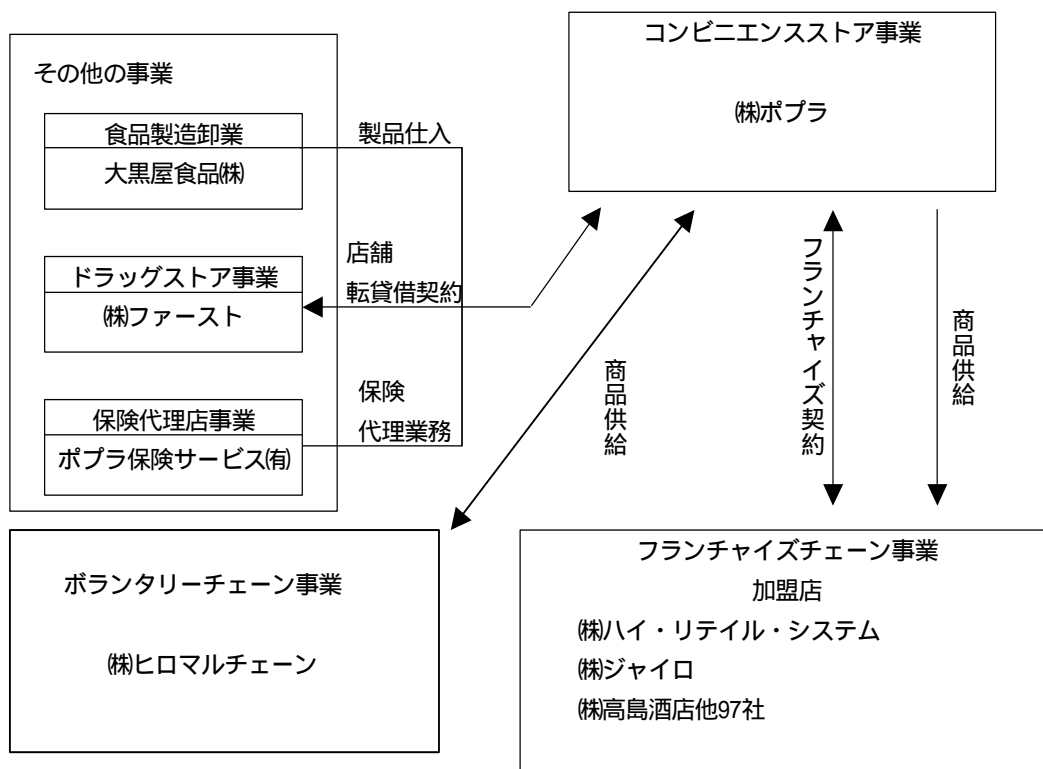 コンビニエンスストア事業
㈱ポプラ
その他の事業
食品製造卸業
大黒屋食品㈱
製品仕入
ドラッグストア事業
㈱ファースト
店舗
転貸借契約
保険代理店事業
ポプラ保険サービス㈲
保険
代理業務
商品供給
フランチャイズ契約
商品供給
ボランタリーチェーン事業
㈱ヒロマルチェーン
フランチャイズチェーン事業
加盟店
㈱ハイ・リテイル・システム
㈱ジャイロ
㈱高島酒店他97社